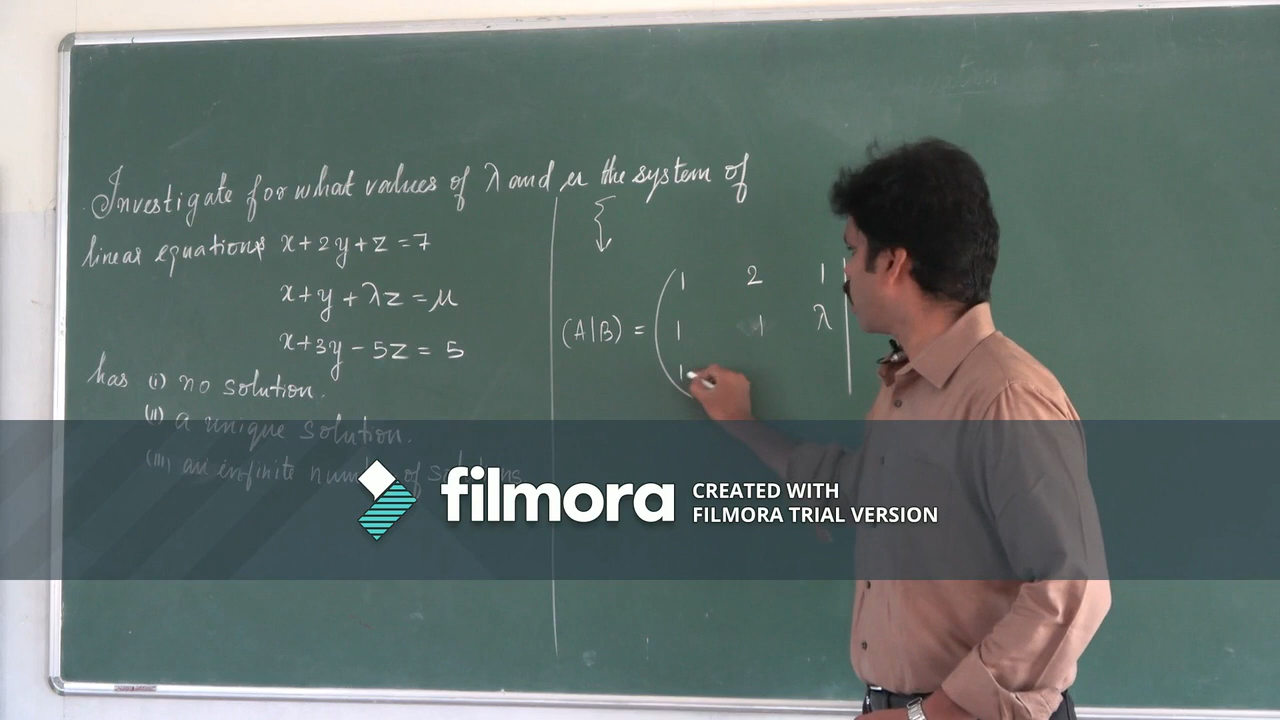 Investigate for what values of λ and μ the system of
linear equations x+2y+z=7
x+y+λz=μ
x+3y-5z=5
has (i) no solution.
(ii) a unique solution.
(iii) an infinite number of solutions
(A|B) =
1 2 1
1 1 λ
1
filmora CREATED WITH
FILMORA TRIAL VERSION